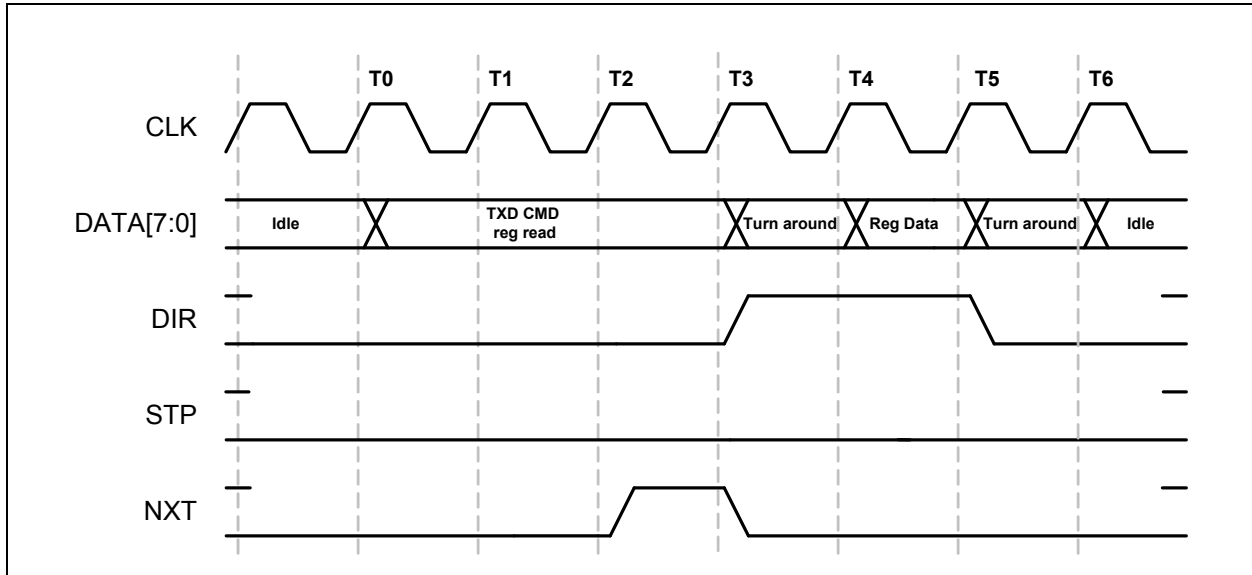 T0 T1 T2 T3 T4 T5 T6
CLK
DATA[7:0]
Idle
TXD CMD
reg read
Turn around
Reg Data
Turn around
Idle
DIR
STP
NXT